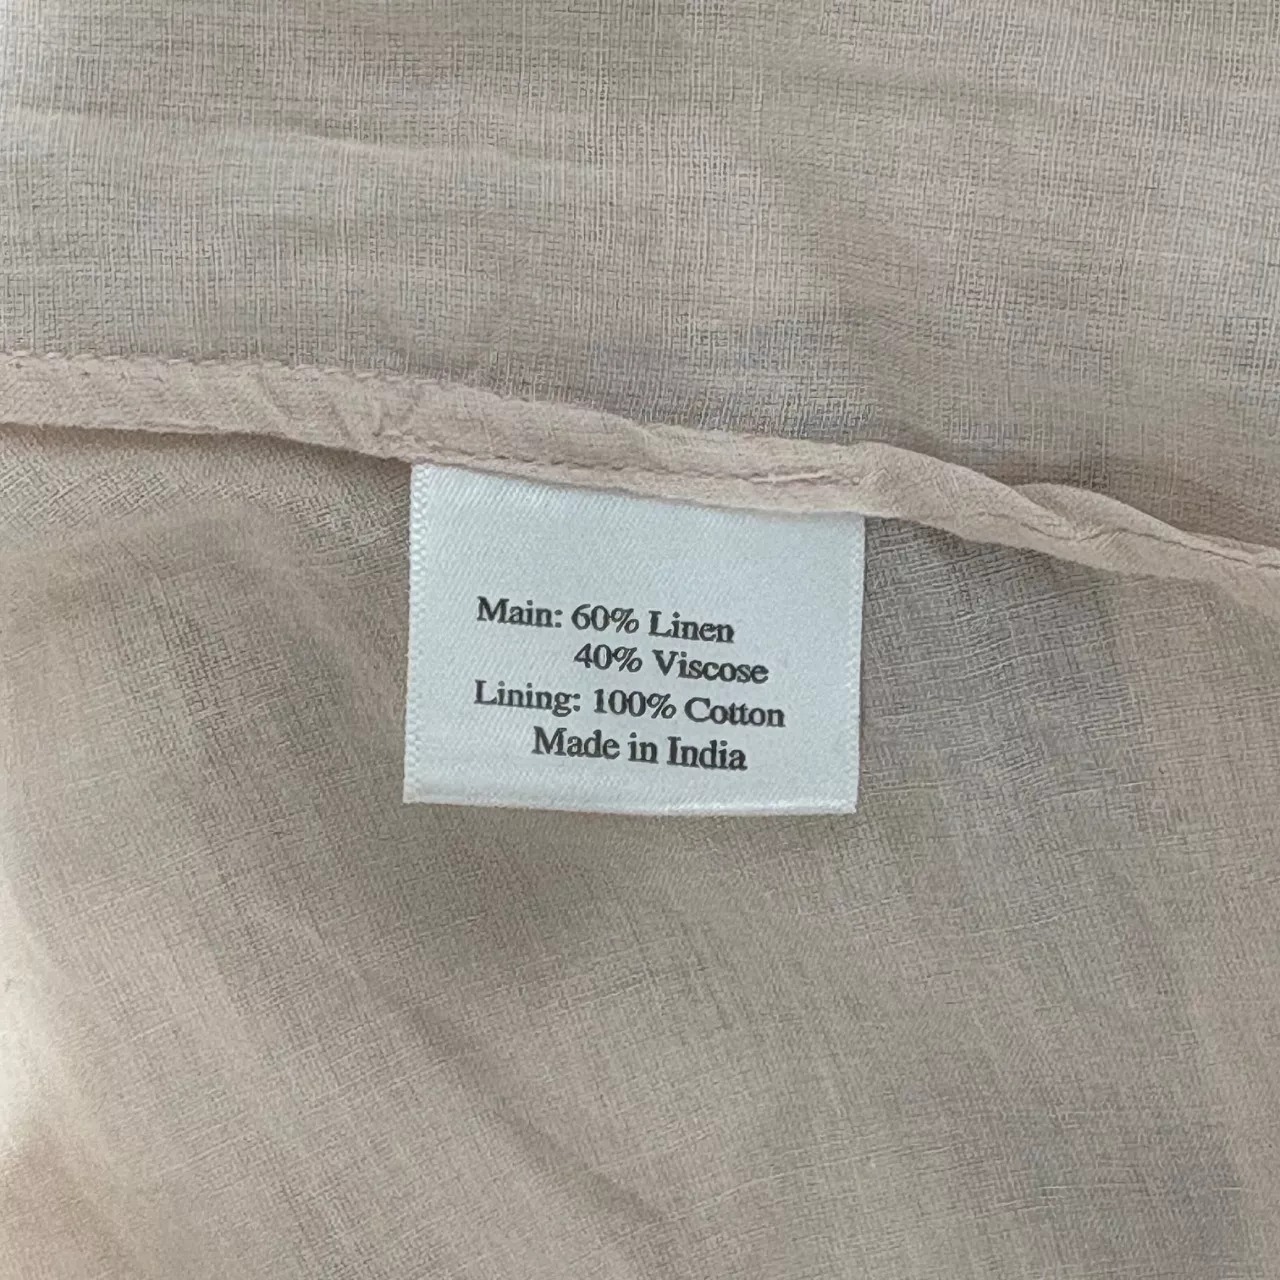 Main: 60% Linen
40% Viscose
Lining: 100% Cotton
Made in India